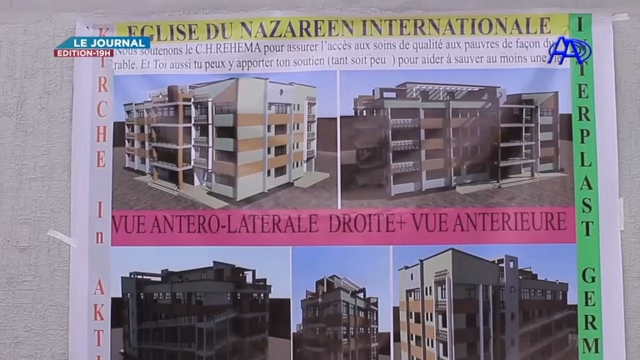 LE JOURNAL
EDITION-19H
EGLISE DU NAZAREEN INTERNATIONALE
Nous soutenons le C.H.REHEMA pour assurer l'accès aux soins de qualité aux pauvres de façon du
rable. Et Toi aussi tu peux y apporter ton soutien (tant soit peu ) pour aider à sauver au moins une
KIRCHE In AKTI
INTERPLAST GERM
VUE ANTERO-LATERALE DROITE+ VUE ANTERIEURE